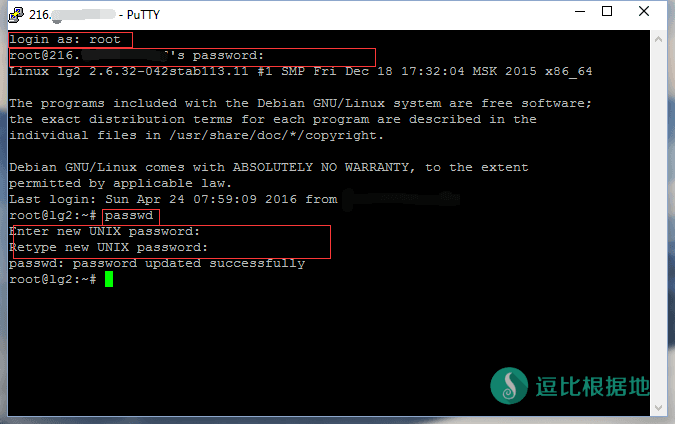 216. - PuTTY
login as: root
root@216. 's password:
Linux lg2 2.6.32-042stab113.11 #1 SMP Fri Dec 18 17:32:04 MSK 2015 x86_64
The programs included with the Debian GNU/Linux system are free software;
the exact distribution terms for each program are described in the
individual files in /usr/share/doc/*/copyright.
Debian GNU/Linux comes with ABSOLUTELY NO WARRANTY, to the extent
permitted by applicable law.
Last login: Sun Apr 24 07:59:09 2016 from
root@lg2:~# passwd
Enter new UNIX password:
Retype new UNIX password:
passwd: password updated successfully
root@lg2:~#
逗比根据地